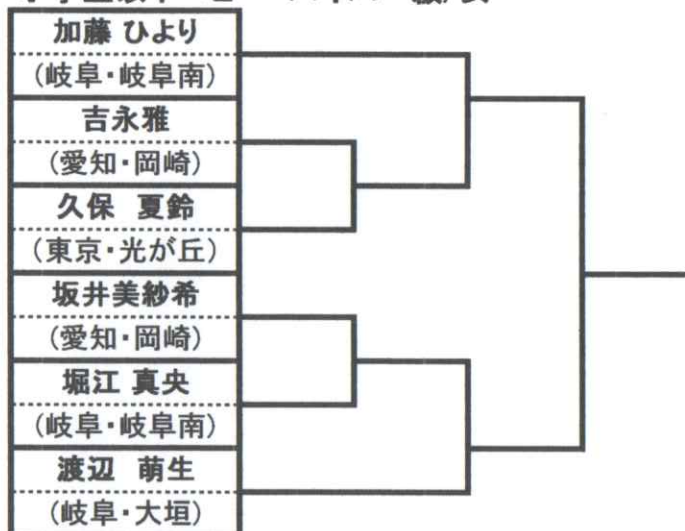 加藤 ひより
(岐阜・岐阜南)
吉永雅
(愛知・岡崎)
久保 夏鈴
(東京・光が丘)
坂井美紗希
(愛知・岡崎)
堀江 真央
(岐阜・岐阜南)
渡辺 萌生
(岐阜・大垣)